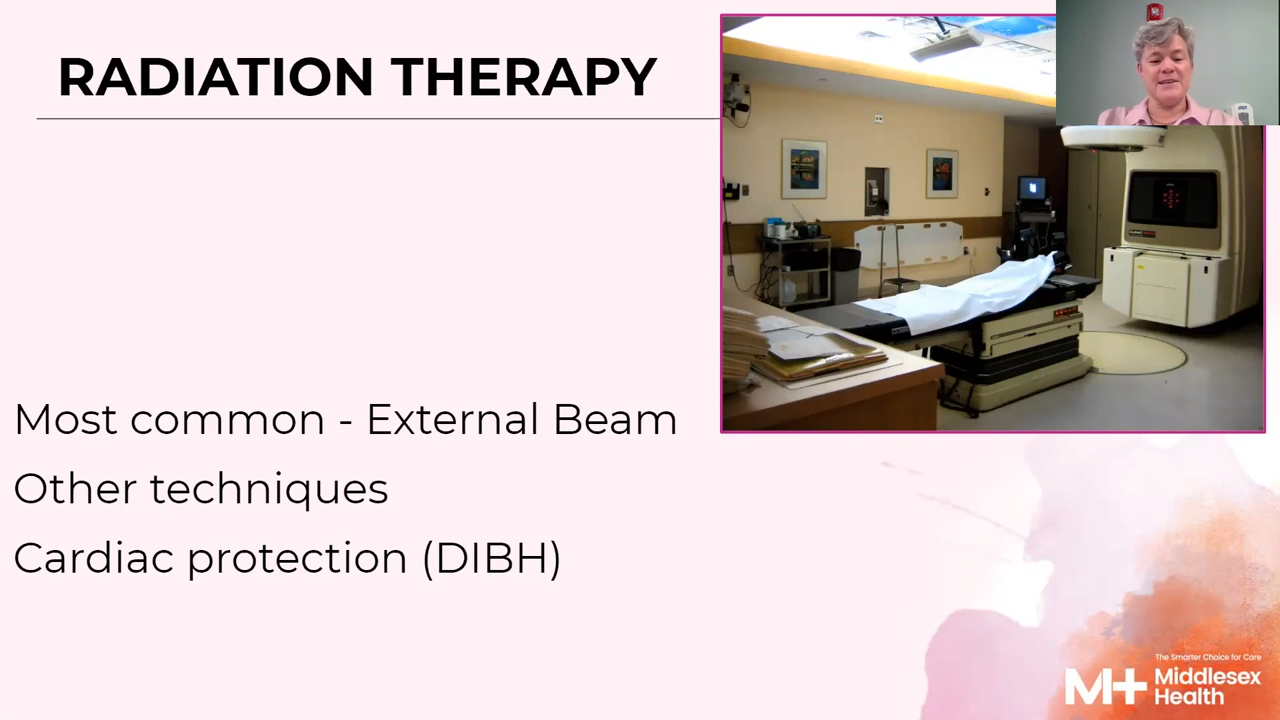 RADIATION THERAPY
Most common - External Beam
Other techniques
Cardiac protection (DIBH)
The Smarter Choice for Care
M+ Middlesex
Health